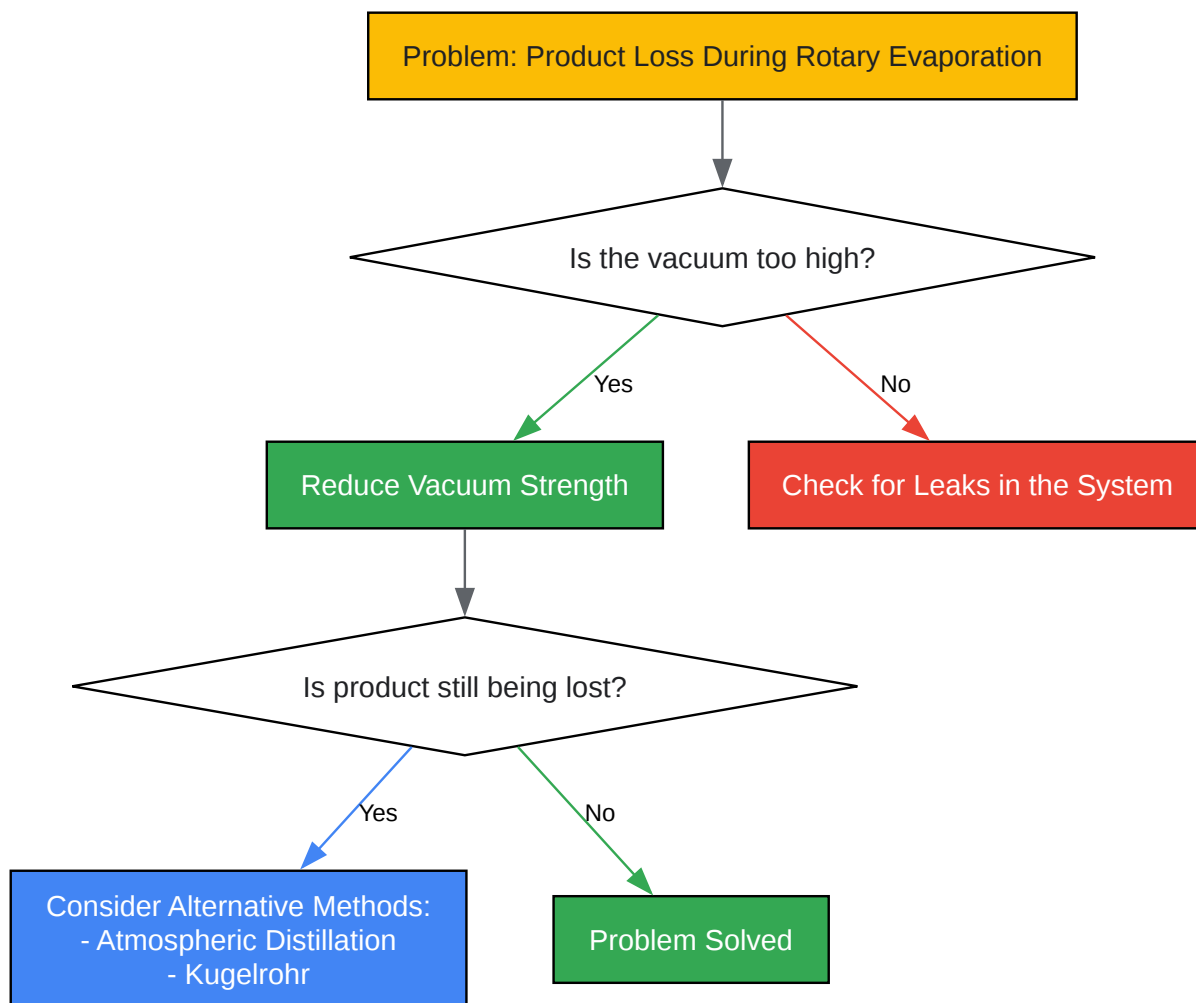 Problem: Product Loss During Rotary Evaporation
Is the vacuum too high?
Yes
No
Reduce Vacuum Strength
Check for Leaks in the System
Is product still being lost?
Yes
No
Consider Alternative Methods:
- Atmospheric Distillation
- Kugelrohr
Problem Solved